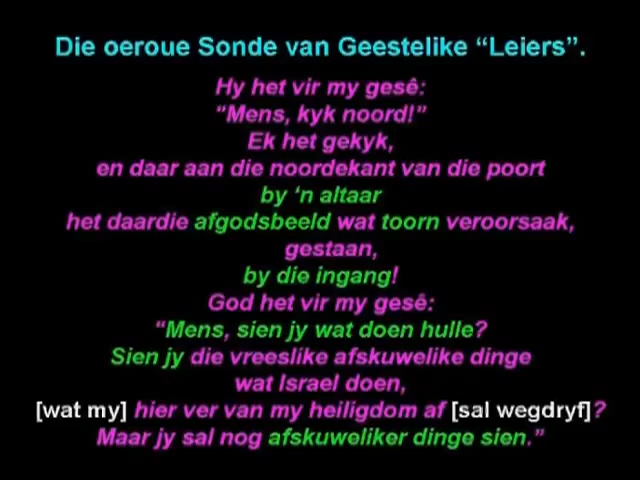 Die oeroue Sonde van Geestelike “Leiers”.
Hy het vir my gesê:
“Mens, kyk noord!”
Ek het gekyk,
en daar aan die noordekant van die poort
by ‘n altaar
het daardie afgodsbeeld wat toorn veroorsaak,
gestaan,
by die ingang!
God het vir my gesê:
“Mens, sien jy wat doen hulle?
Sien jy die vreeslike afskuwelike dinge
wat Israel doen,
[wat my] hier ver van my heiligdom af [sal wegdryf]?
Maar jy sal nog afskuweliker dinge sien.”